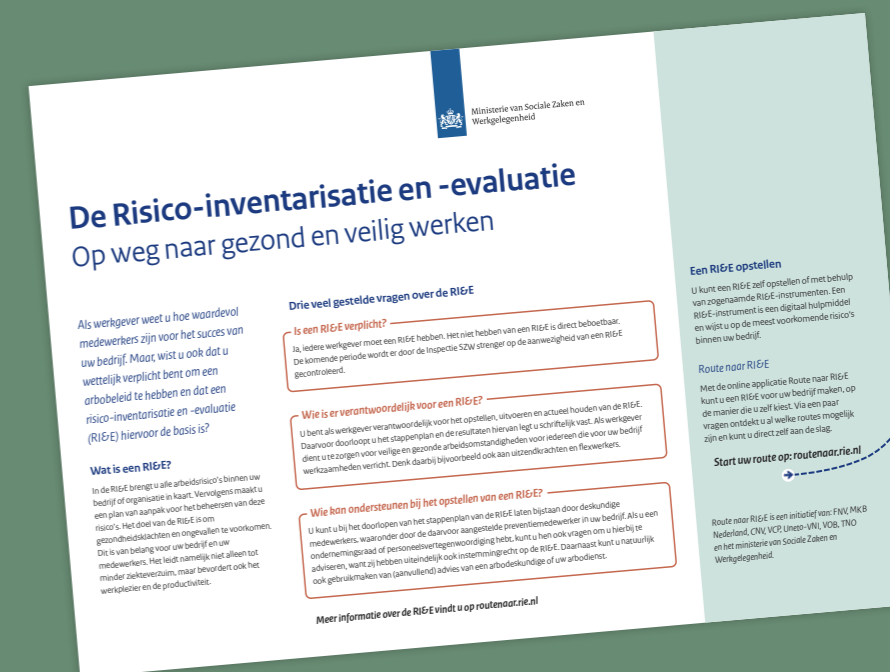 Ministerie van Sociale Zaken en
Werkgelegenheid
De Risico-inventarisatie en -evaluatie
Op weg naar gezond en veilig werken
Als werkgever weet u hoe waardevol
medewerkers zijn voor het succes van
uw bedrijf. Maar, wist u ook dat u
wettelijk verplicht bent om een
arbobeleid te hebben en dat een
risico-inventarisatie en -evaluatie
(RI&E) hiervoor de basis is?
Wat is een RI&E?
In de RI&E brengt u alle arbeidsrisico's binnen uw
bedrijf of organisatie in kaart. Vervolgens maakt u
een plan van aanpak voor het beheersen van deze
risico's. Het doel van de RI&E is om
gezondheidsklachten en ongevallen te voorkomen.
Dit is van belang voor uw bedrijf en uw
medewerkers. Het leidt namelijk niet alleen tot
minder ziekteverzuim, maar bevordert ook het
werkplezier en de productiviteit.
Drie veel gestelde vragen over de RI&E
Is een RI&E verplicht?
Ja, iedere werkgever moet een RI&E hebben. Het niet hebben van een RI&E is direct beboetbaar.
De komende periode wordt er door de Inspectie SZW strenger op de aanwezigheid van een RI&E
gecontroleerd.
Wie is er verantwoordelijk voor een RI&E?
U bent als werkgever verantwoordelijk voor het opstellen, uitvoeren en actueel houden van de RI&E.
Daarvoor doorloopt u het stappenplan en de resultaten hiervan legt u schriftelijk vast. Als werkgever
dient u te zorgen voor veilige en gezonde arbeidsomstandigheden voor iedereen die voor uw bedrijf
werkzaamheden verricht. Denk daarbij bijvoorbeeld ook aan uitzendkrachten en flexwerkers.
Wie kan ondersteunen bij het opstellen van een RI&E?
U kunt u bij het doorlopen van het stappenplan van de RI&E laten bijstaan door deskundige
medewerkers, waaronder door de daarvoor aangestelde preventiemedewerker in uw bedrijf. Als u een
ondernemingsraad of personeelsvertegenwoordiging hebt, kunt u hen ook vragen om u hierbij te
adviseren, want zij hebben uiteindelijk ook instemmingsrecht op de RI&E. Daarnaast kunt u natuurlijk
ook gebruikmaken van (aanvullend) advies van een arbodeskundige of uw arbodienst.
Meer informatie over de RI&E vindt u op routenaar.rie.nl
Een RI&E opstellen
U kunt een RI&E zelf opstellen of met behulp
van zogenaamde RI&E-instrumenten. Een
RI&E-instrument is een digitaal hulpmiddel
en wijst u op de meest voorkomende risico's
binnen uw bedrijf.
Route naar RI&E
Met de online applicatie Route naar RI&E
kunt u een RI&E voor uw bedrijf maken, op
de manier die u zelf kiest. Via een paar
vragen ontdekt u al welke routes mogelijk
zijn en kunt u direct zelf aan de slag.
Start uw route op: routenaar.rie.nl
Route naar RI&E is een initiatief van: FNV, MKB
Nederland, CNV, VCP, Uneto-VNI, VOB, TNO
en het ministerie van Sociale Zaken en
Werkgelegenheid.